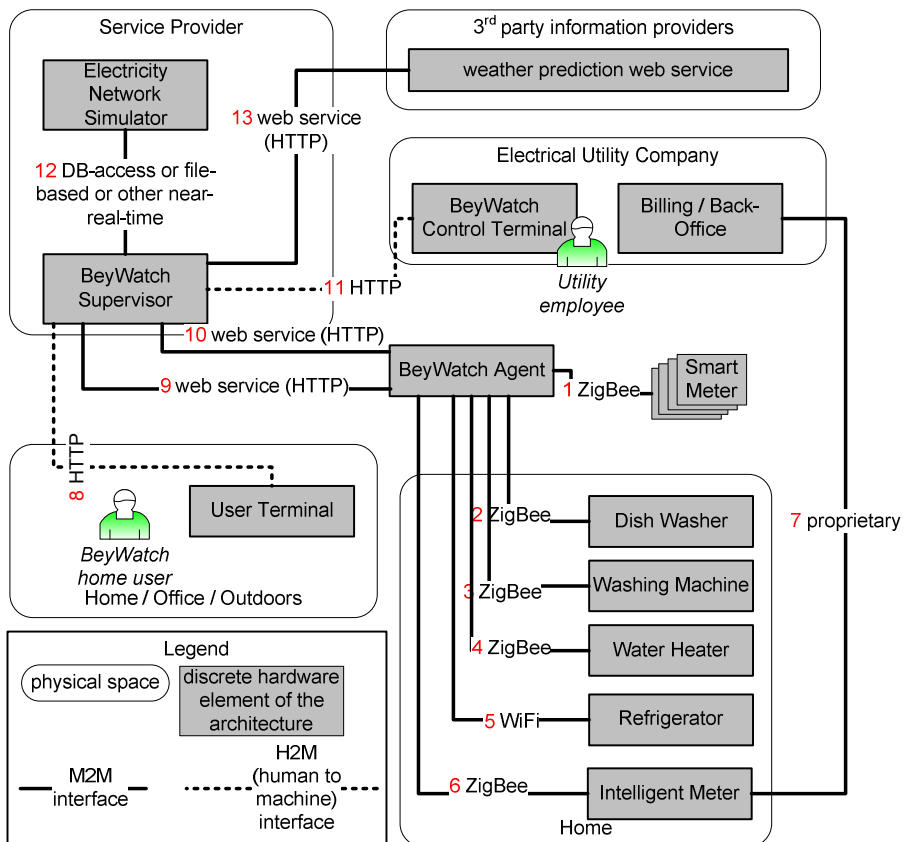 Service Provider
Electricity
Network
Simulator
12 DB-access or file-
based or other near-
real-time
BeyWatch
Supervisor
13 web service
(HTTP)
3rd party information providers
weather prediction web service
Electrical Utility Company
BeyWatch
Control Terminal
Billing / Back-
Office
Utility
employee
11 HTTP
10 web service (HTTP)
9 web service (HTTP)
BeyWatch Agent
1 ZigBee
Smart
Meter
8 HTTP
User Terminal
BeyWatch
home user
Home / Office / Outdoors
2 ZigBee
Dish Washer
3 ZigBee
Washing Machine
4 ZigBee
Water Heater
5 WiFi
Refrigerator
6 ZigBee
Intelligent Meter
Home
7 proprietary
Legend
physical space
discrete hardware
element of the
architecture
M2M
interface
H2M
(human to
machine)
interface